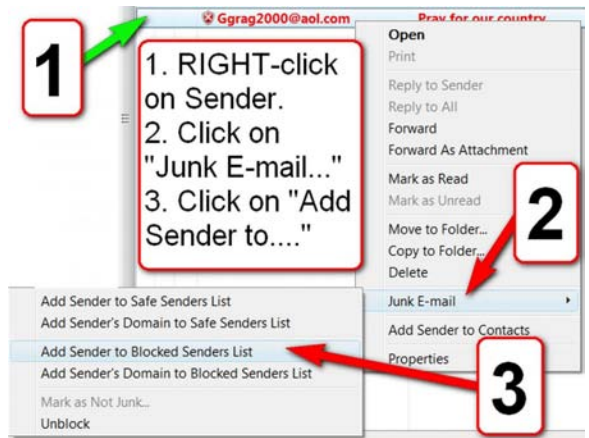 Ggrag2000@aol.com Pray for our country
1
1. RIGHT-click
on Sender.
2. Click on
"Junk E-mail..."
3. Click on "Add
Sender to...."
Open
Print
Reply to Sender
Reply to All
Forward
Forward As Attachment
Mark as Read
Mark as Unread
Move to Folder...
Copy to Folder...
Delete
2
Junk E-mail
Add Sender to Contacts
Properties
Add Sender to Safe Senders List
Add Sender's Domain to Safe Senders List
Add Sender to Blocked Senders List
Add Sender's Domain to Blocked Senders List
Mark as Not Junk...
Unblock
3